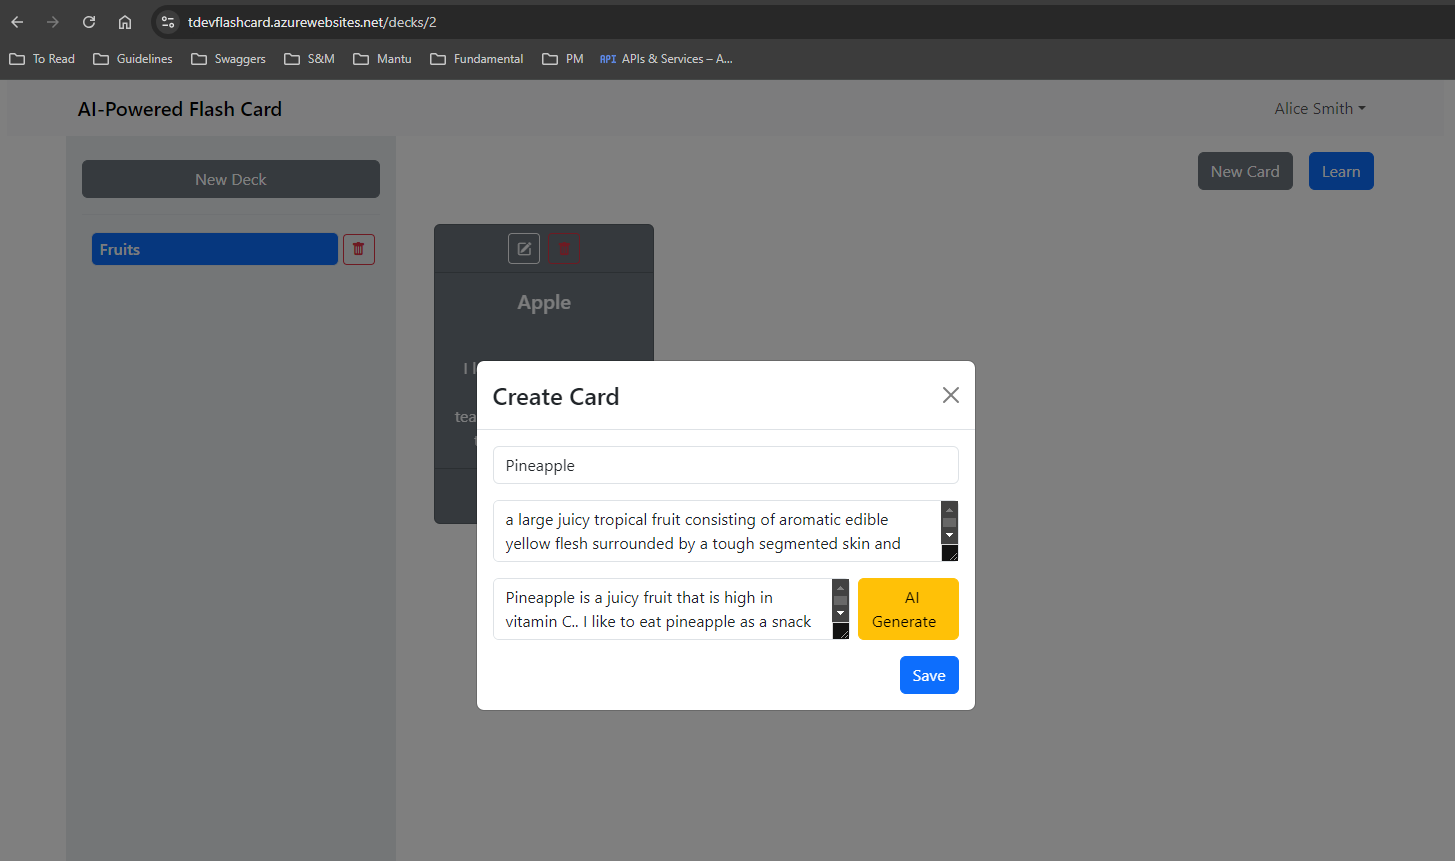 tdevflashcard.azurewebsites.net/decks/2
To Read Guidelines Swaggers S&M Mantu Fundamental PM API APIs & Services – A...
AI-Powered Flash Card Alice Smith
New Deck New Card Learn
Fruits
Apple
I l
tea
t
Create Card
Pineapple
a large juicy tropical fruit consisting of aromatic edible
yellow flesh surrounded by a tough segmented skin and
Pineapple is a juicy fruit that is high in
vitamin C.. I like to eat pineapple as a snack
AI
Generate
Save